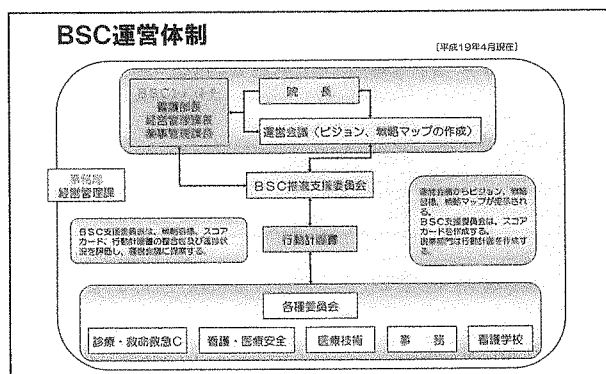 BSC運営体制
(平成19年4月現在)
看護部長
経営管理課長
薬事管理課長
院 長
運営会議(ビジョン、戦略マップの作成)
事務局
経営管理課
BSC推進支援委員会
BSC支援委員会は、戦略目標、スコア
カード、行動計画書の整合性及び進捗状
況を評価し、運営会議に提案する。
行動計画書
運営会議からビジョン、戦略
目標、戦略マップが提示される。
BSC支援委員会は、スコア
カードを作成する。
現業部門は行動計画を作成す
る。
各種委員会
診療・救命救急C
看護・医療安全
医療技術
事 務
看護学校